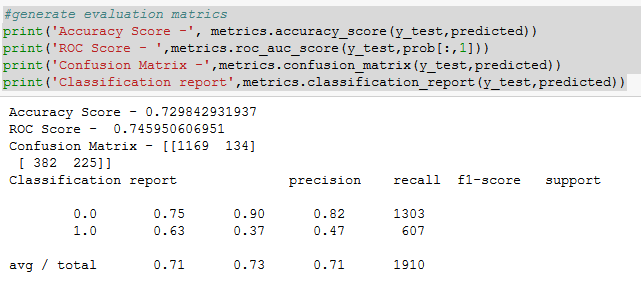 #generate evaluation matrics
print('Accuracy Score -', metrics.accuracy_score(y_test,predicted))
print('ROC Score - ',metrics.roc_auc_score(y_test,prob[:,1]))
print('Confusion Matrix -',metrics.confusion_matrix(y_test,predicted))
print('Classification report',metrics.classification_report(y_test,predicted))
Accuracy Score - 0.729842931937
ROC Score -  0.745950606951
Confusion Matrix - [[1169  134]
 [ 382  225]]
Classification report              precision    recall  f1-score   support
        0.0       0.75      0.90      0.82      1303
        1.0       0.63      0.37      0.47       607
avg / total       0.71      0.73      0.71      1910